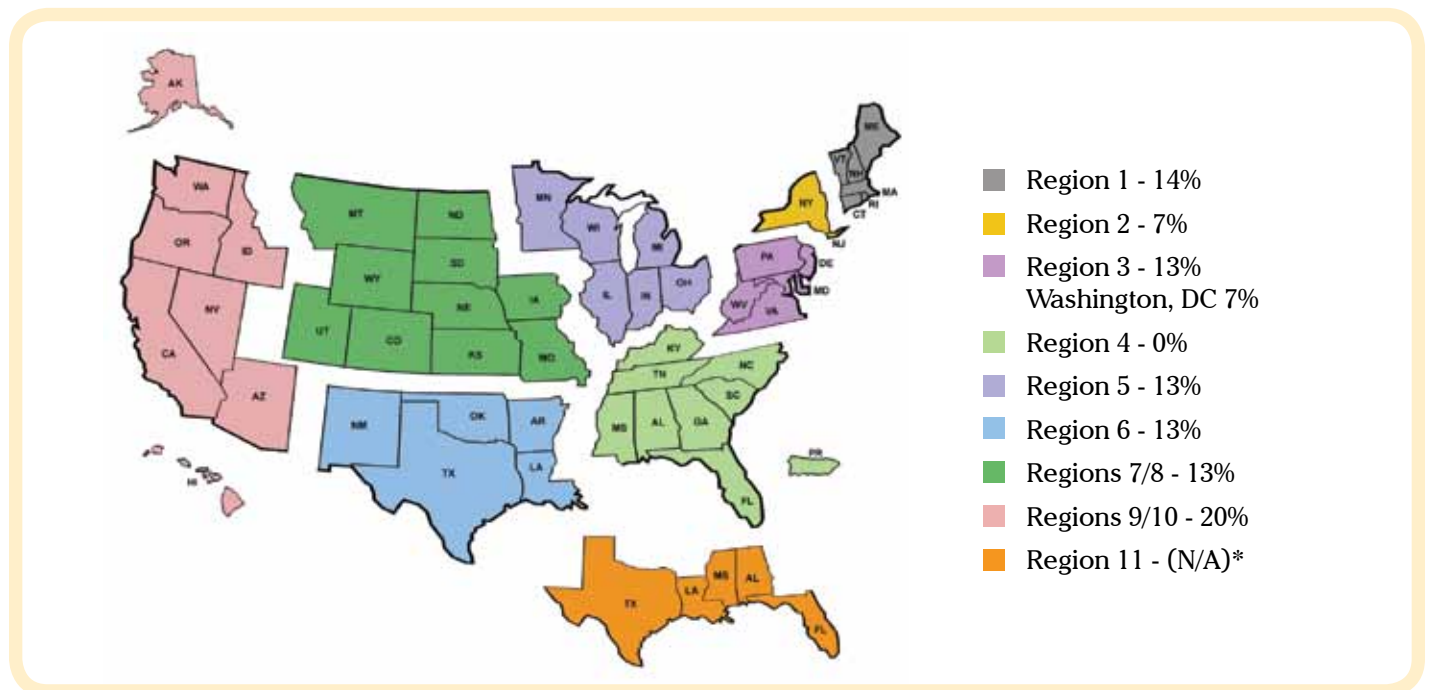 AK
ME
VT
NH
MA
RI
CT
WA
MT
ND
MN
OR
ID
WY
SD
WI
MI
NY
NJ
PA
DE
MD
WV
VA
NV
CA
UT
CO
NE
IA
IL
IN
OH
KS
MO
AZ
NM
OK
AR
TX
LA
KY
TN
NC
SC
MS
AL
GA
FL
PR
HI
TX
LA
MS
AL
FL
Region 1 - 14%
Region 2 - 7%
Region 3 - 13%
Washington, DC 7%
Region 4 - 0%
Region 5 - 13%
Region 6 - 13%
Regions 7/8 - 13%
Regions 9/10 - 20%
Region 11 - (N/A)*